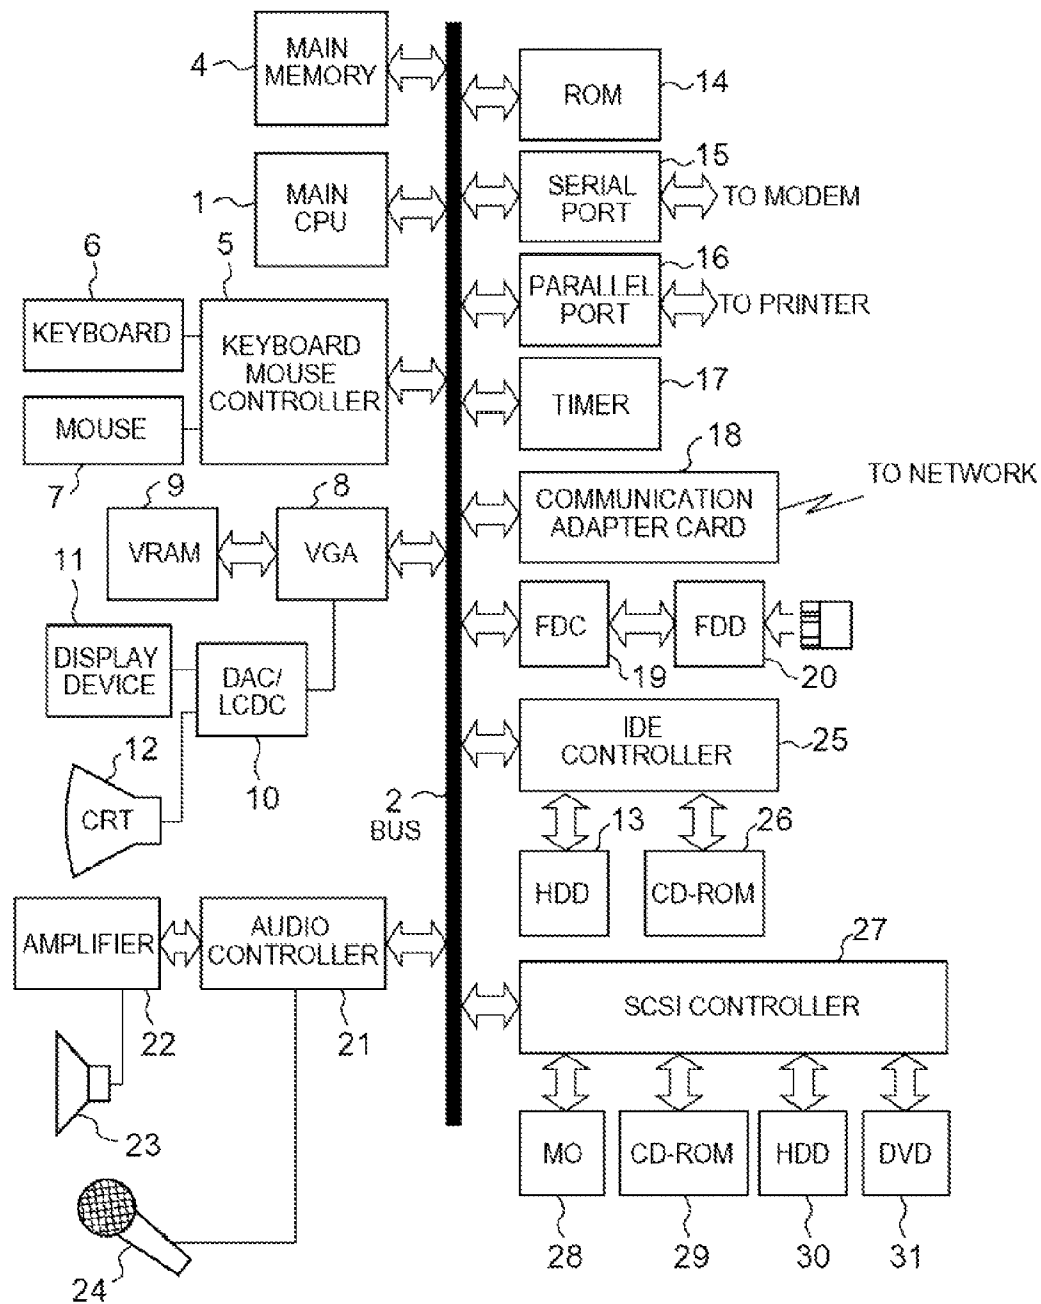 4
MAIN
MEMORY
ROM
14
1
MAIN
CPU
15
SERIAL
PORT
TO MODEM
6
5
16
PARALLEL
PORT
TO PRINTER
KEYBOARD
KEYBOARD
MOUSE
CONTROLLER
MOUSE
7
17
TIMER
18
COMMUNICATION
ADAPTER CARD
TO NETWORK
9
8
VRAM
VGA
11
DISPLAY
DEVICE
DAC/
LCDC
10
FDC
FDD
19
20
12
CRT
2
BUS
IDE
CONTROLLER
25
13
26
HDD
CD-ROM
AMPLIFIER
AUDIO
CONTROLLER
22
21
27
SCSI CONTROLLER
23
24
MO
CD-ROM
HDD
DVD
28
29
30
31